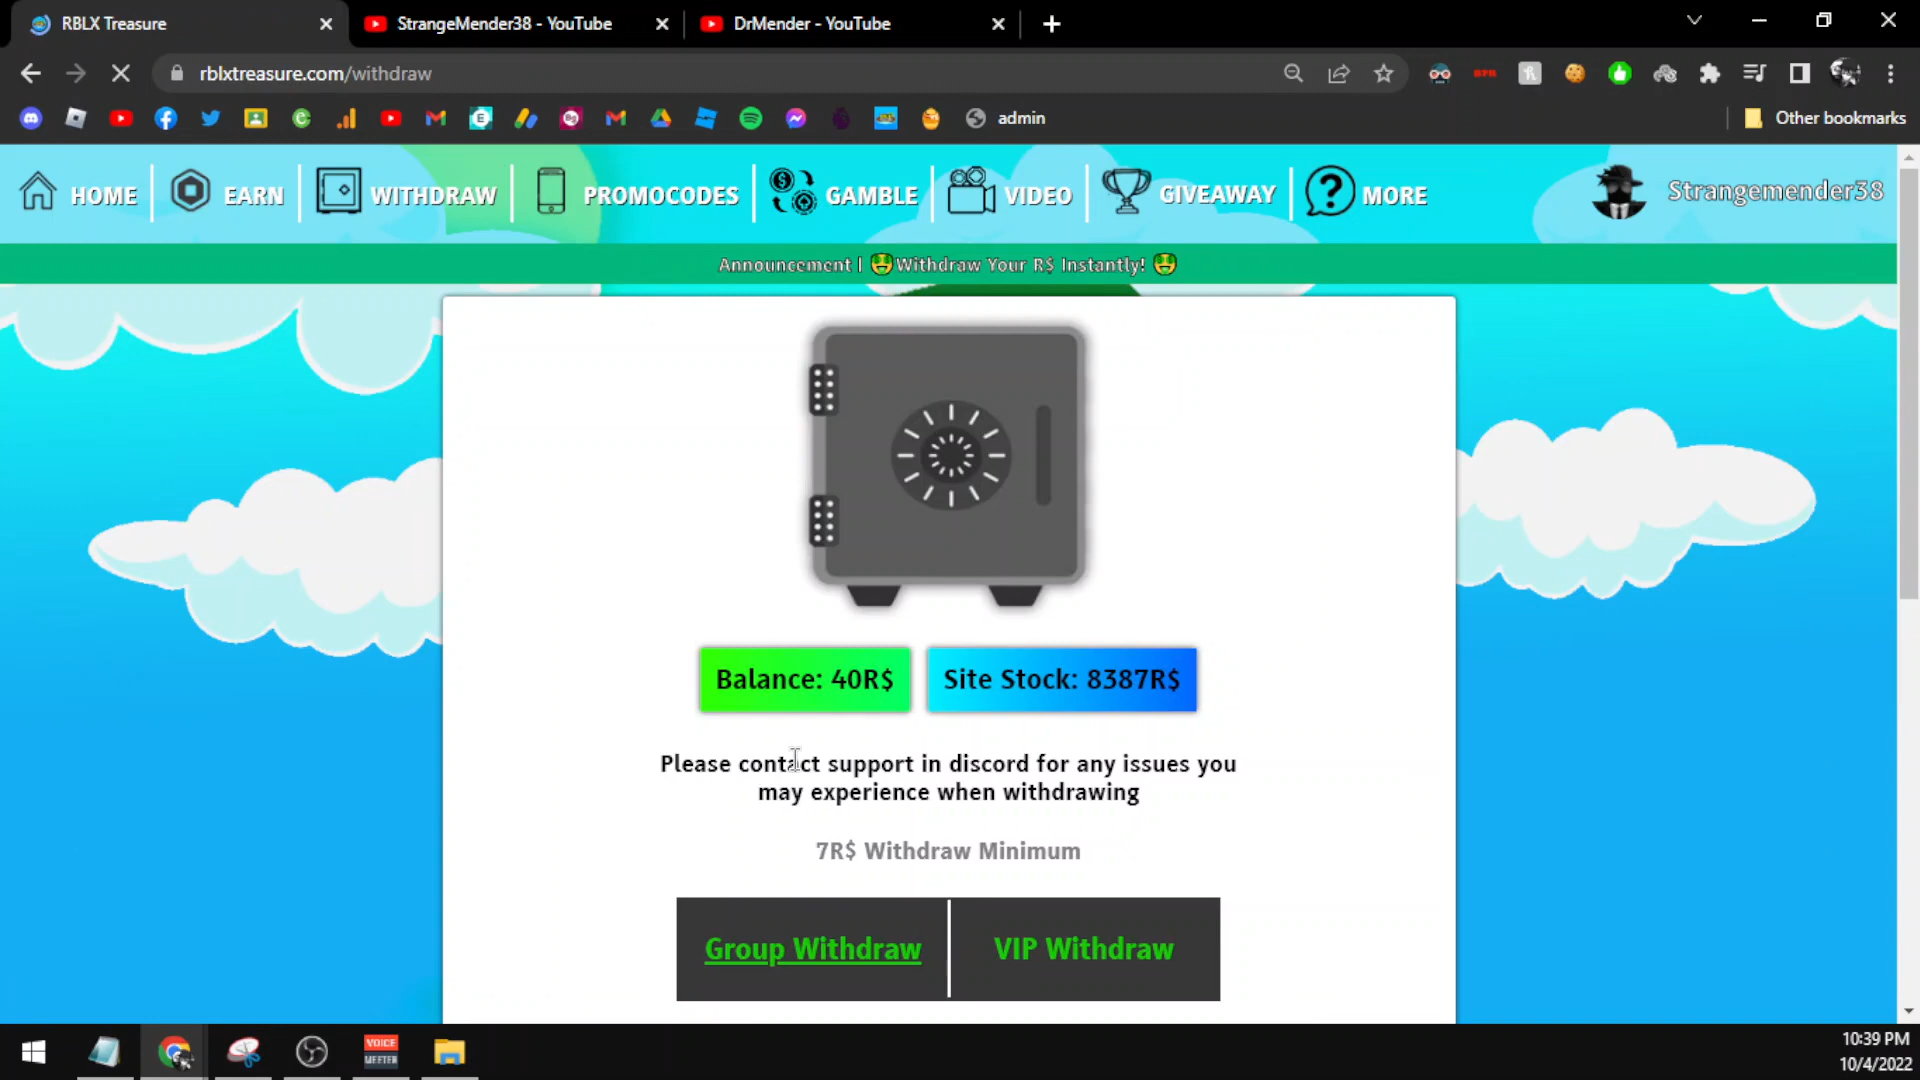 RBLX Treasure
StrangeMender38 - YouTube
DrMender - YouTube
rblxtreasure.com/withdraw
admin
Other bookmarks
HOME
EARN
WITHDRAW
PROMOCODES
GAMBLE
VIDEO
GIVEAWAY
MORE
Strangemender38
Announcement | 🤑Withdraw Your R$ Instantly! 🤑
Balance: 40R$
Site Stock: 8387R$
Please contact support in discord for any issues you
may experience when withdrawing
7R$ Withdraw Minimum
Group Withdraw
VIP Withdraw
VOICE
MEETER
10:39 PM
10/4/2022